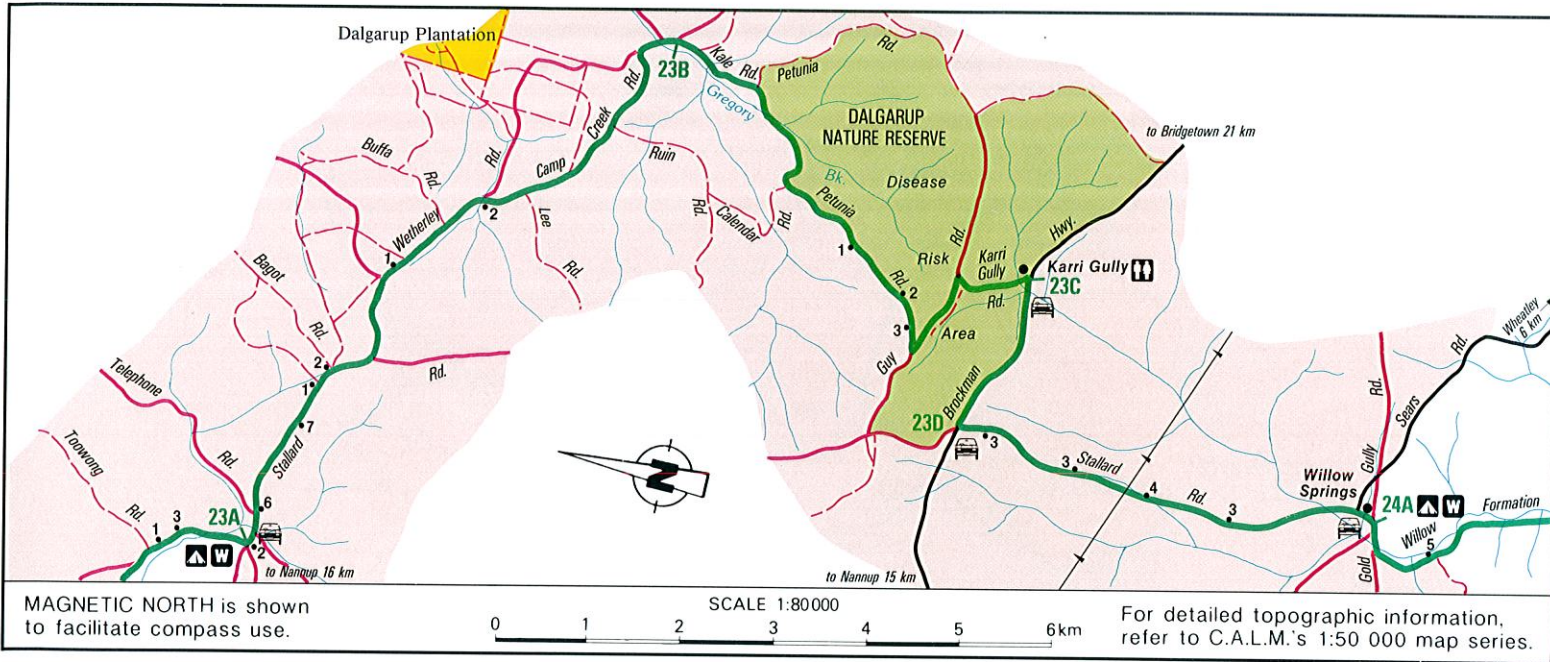 Dalgarup Plantation
23B
Kale
Rd.
Petunia
Rd.
Gregory
Bk.
DALGARUP
NATURE RESERVE
Disease
Risk
Area
to Bridgetown 21 km
Buffa
Rd.
Rd.
Camp
Creek
Rd.
Ruin
Rd.
Calendar
Rd.
Lee
Rd.
Wetherley
2
1
Petunia
Rd.
1
2
3
Rd.
Karri
Gully
Rd.
Karri Gully
23C
Hwy.
Brockman
Guy
23D
Bagot
Rd.
2
1
7
Rd.
Telephone
Rd.
Stallard
6
Toowong
Rd.
1
3
23A
W
2
to Nannup 16 km
N
to Nannup 15 km
3
3
Stallard
4
Rd.
3
Willow
Springs
Gully
Rd.
Gold
Sears
Rd.
Wheatley
6 km
24A
W
Willow
5
Formation
MAGNETIC NORTH is shown
to facilitate compass use.
SCALE 1:80000
0 1 2 3 4 5 6km
For detailed topographic information,
refer to C.A.L.M.'s 1:50 000 map series.